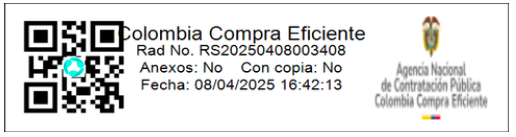 Colombia Compra Eficiente
Rad No. RS20250408003408
Anexos: No Con copia: No
Fecha: 08/04/2025 16:42:13
Agencia Nacional
de Contratación Pública
Colombia Compra Eficiente